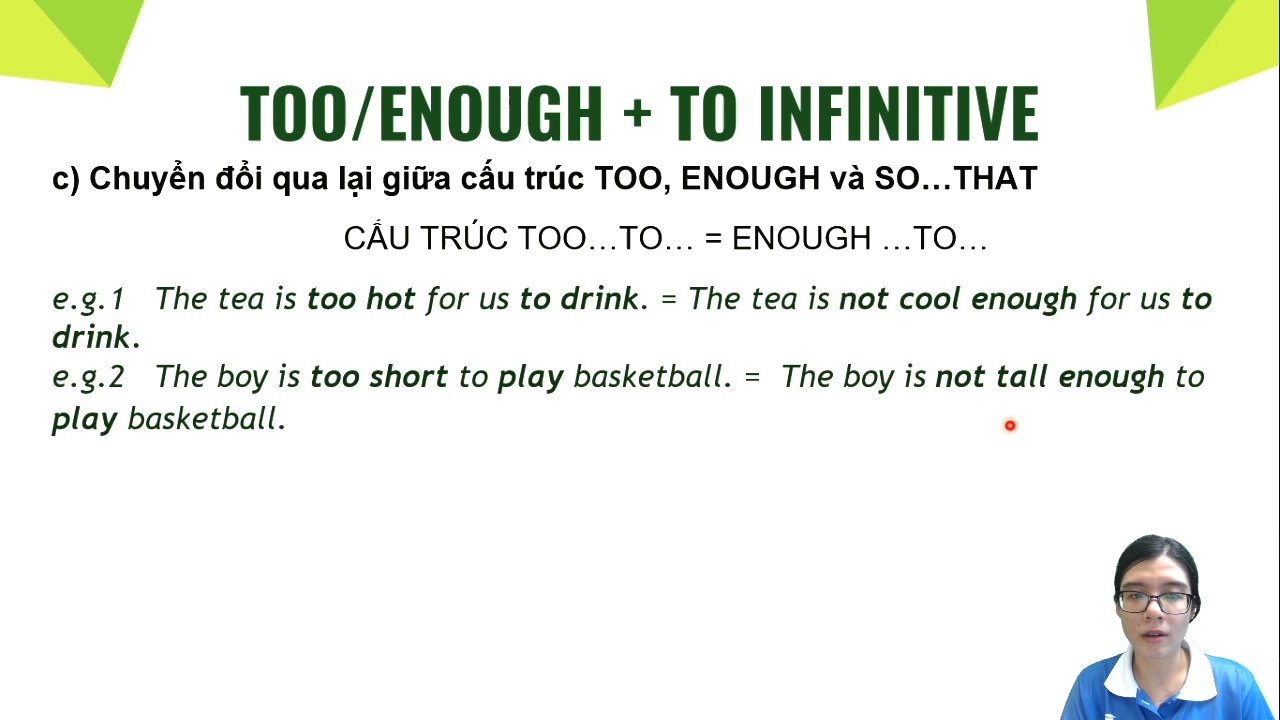 TOO/ENOUGH + TO INFINITIVE
c) Chuyển đổi qua lại giữa cấu trúc TOO, ENOUGH và SO...THAT
CẤU TRÚC TOO...TO... = ENOUGH ...TO...
e.g.1 The tea is too hot for us to drink. = The tea is not cool enough for us to
drink.
e.g.2 The boy is too short to play basketball. = The boy is not tall enough to
play basketball.